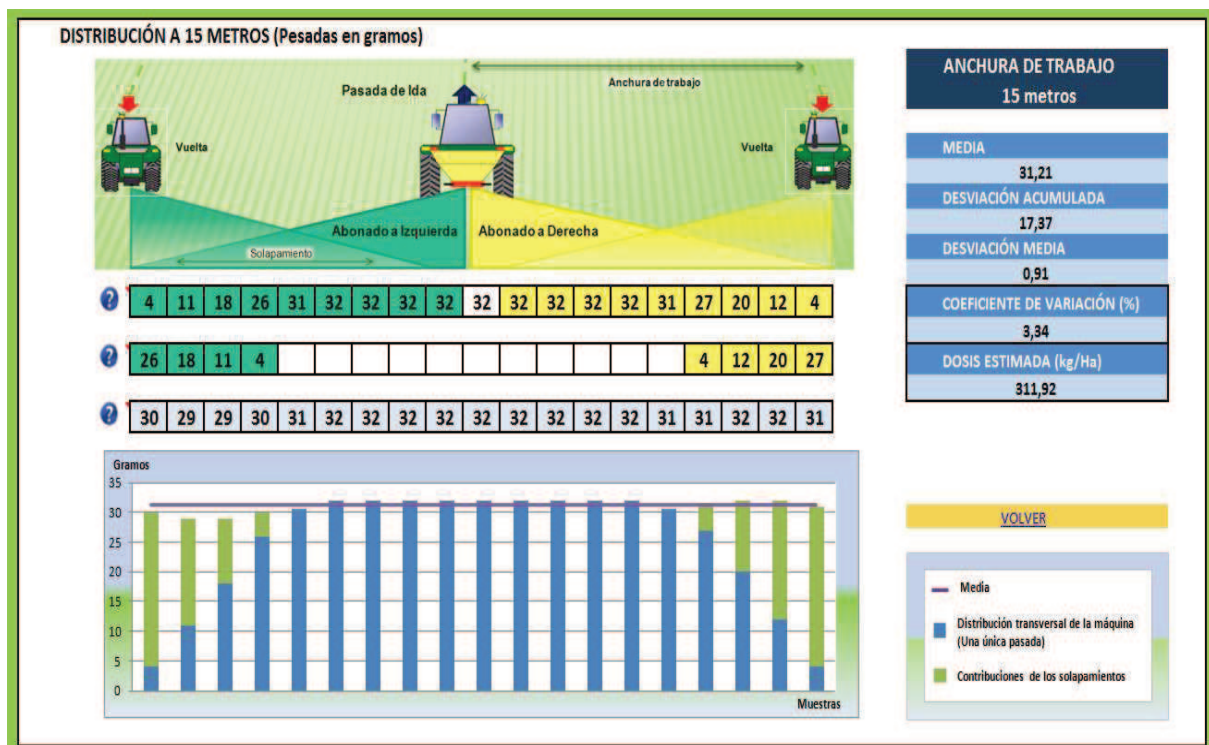 DISTRIBUCIÓN A 15 METROS (Pesadas en gramos)
Pasada de Ida
Anchura de trabajo
Vuelta
Vuelta
Abonado a Izquierda
Abonado a Derecha
Solapamiento
? 4 11 18 26 31 32 32 32 32 32 32 32 32 32 31 27 20 12 4
? 26 18 11 4 4 12 20 27
? 30 29 29 30 31 32 32 32 32 32 32 32 32 32 31 31 32 32 31
Gramos
35
30
25
20
15
10
5
0
Muestras
ANCHURA DE TRABAJO
15 metros
MEDIA
31,21
DESVIACIÓN ACUMULADA
17,37
DESVIACIÓN MEDIA
0,91
COEFICIENTE DE VARIACIÓN (%)
3,34
DOSIS ESTIMADA (kg/Ha)
311,92
VOLVER
Media
Distribución transversal de la máquina
(Una única pasada)
Contribuciones de los solapamientos